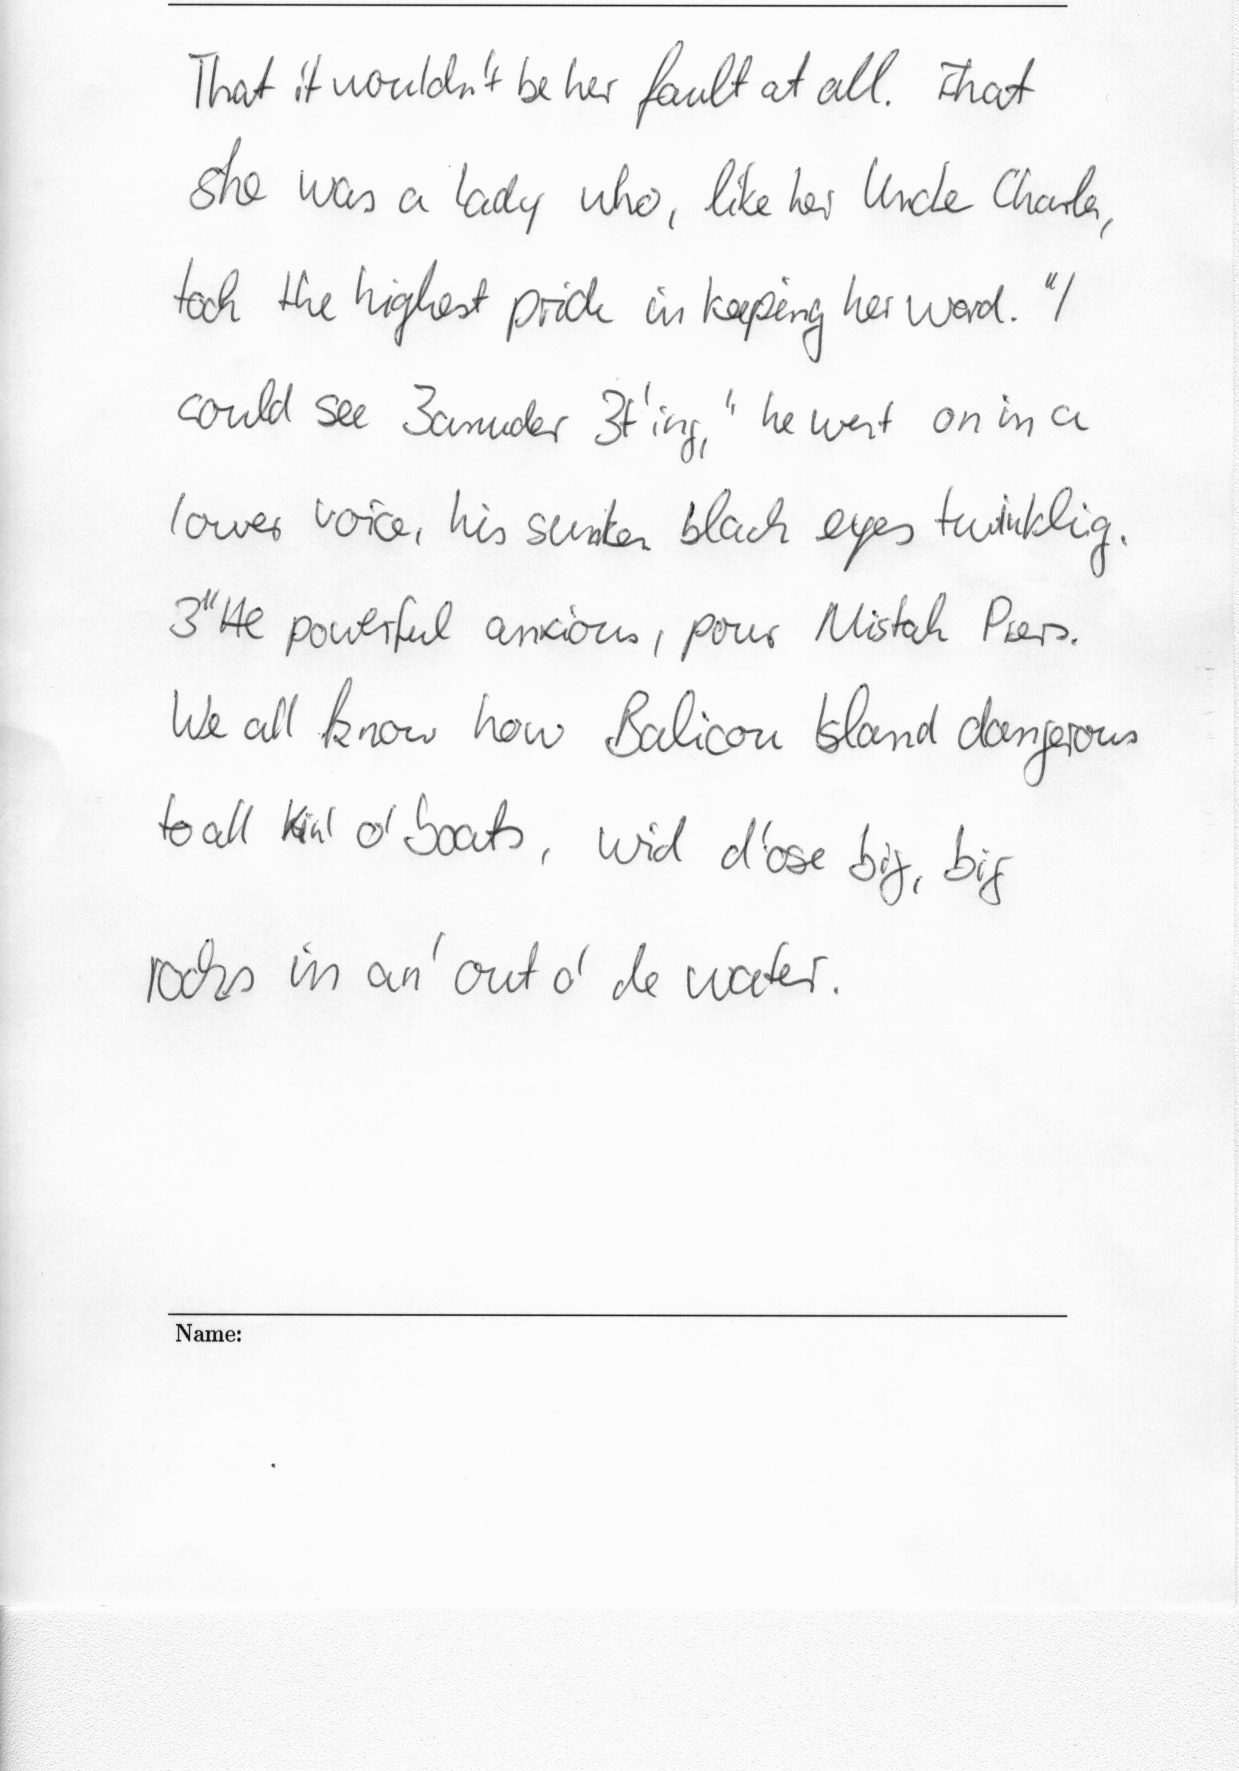 That it wouldn't be her fault at all. That
she was a lady who, like her Uncle Charles,
took the highest pride in keeping her word. "I
could see 3amuder 3t'ing," he went on in a
lower voice, his sunken black eyes twinklig.
3"He powerful anxious, pour Mistah Piers.
We all know how Balicou Island dangerous
to all kin' o' boats, wid d'ose big, big
rocks in an' out o' de water.
Name: